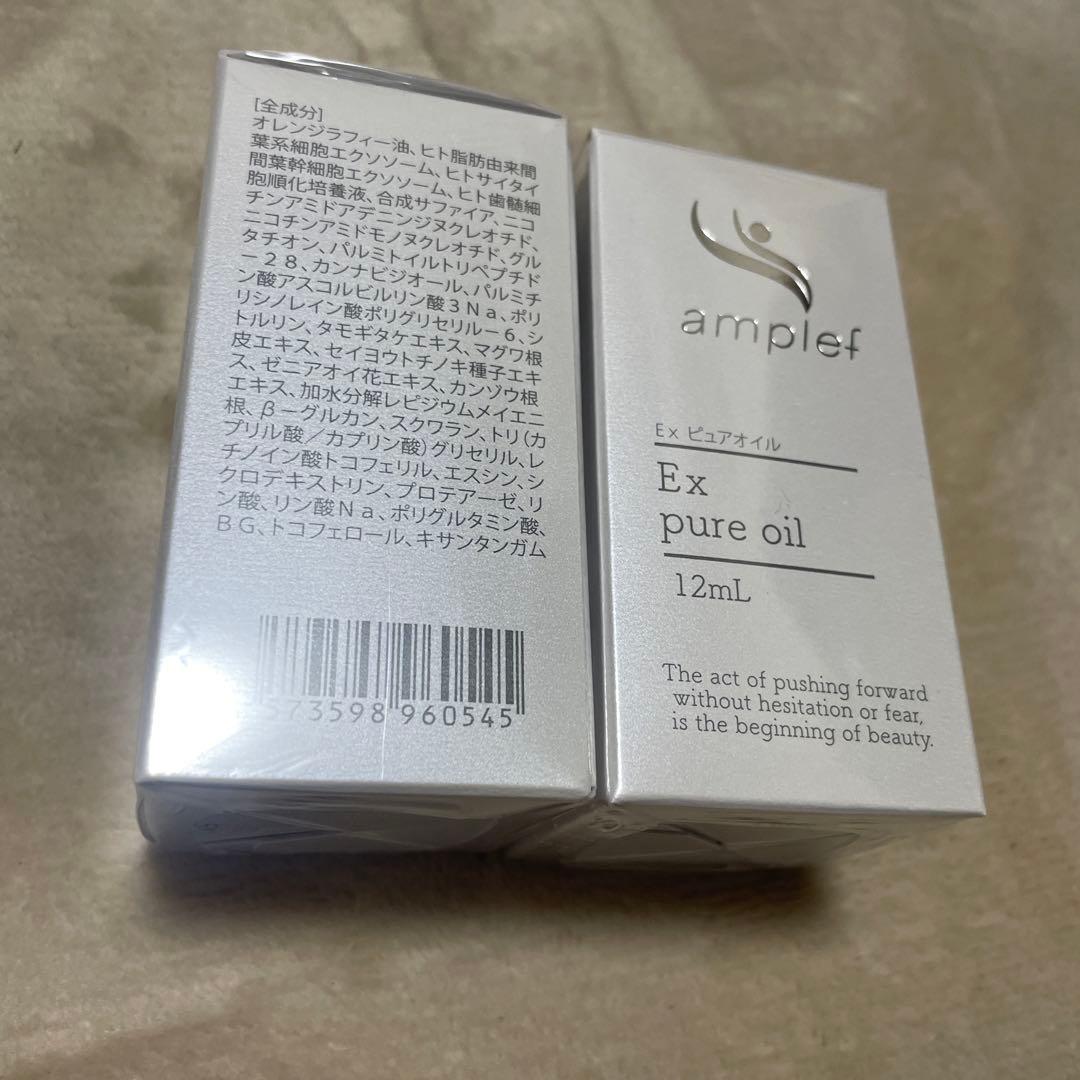 [全成分]
オレンジラフィー油、ヒト脂肪由来間
葉系細胞エクソソーム、ヒトサイタイ
間葉幹細胞エクソソーム、ヒト歯髄細
胞順化培養液、合成サファイア、ニコ
チンアミドアデニンジヌクレオチド、
ニコチンアミドモノヌクレオチド、グル
タチオン、パルミトイルトリペプチド
－２８、カンナビジオール、パルミチ
ン酸アスコルビルリン酸３Ｎａ、ポリ
リシノレイン酸ポリグリセリル－６、シ
トルリン、タモギタケエキス、マグワ根
皮エキス、セイヨウトチノキ種子エキ
ス、ゼニアオイ花エキス、カンゾウ根
エキス、加水分解レピジウムメイエニ
根、β－グルカン、スクワラン、トリ（カ
プリル酸／カプリン酸）グリセリル、レ
チノイン酸トコフェリル、エスシン、シ
クロデキストリン、プロテアーゼ、リ
ン酸、リン酸Ｎａ、ポリグルタミン酸、
ＢＧ、トコフェロール、キサンタンガム
573598 960545
amplef
Ex ピュアオイル
Ex
pure oil
12mL
The act of pushing forward
without hesitation or fear,
is the beginning of beauty.